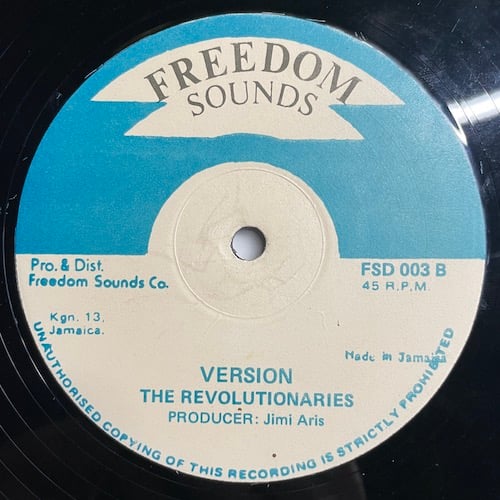 FREEDOM
SOUNDS
Pro. & Dist.
Freedom Sounds Co.
Kgn. 13,
Jamaica.
FSD 003 B
45 R.P.M.
Made in Jamaica
VERSION
THE REVOLUTIONARIES
PRODUCER: Jimi Aris
UNAUTHORISED COPYING OF THIS RECORDING IS STRICTLY PROHIBITED